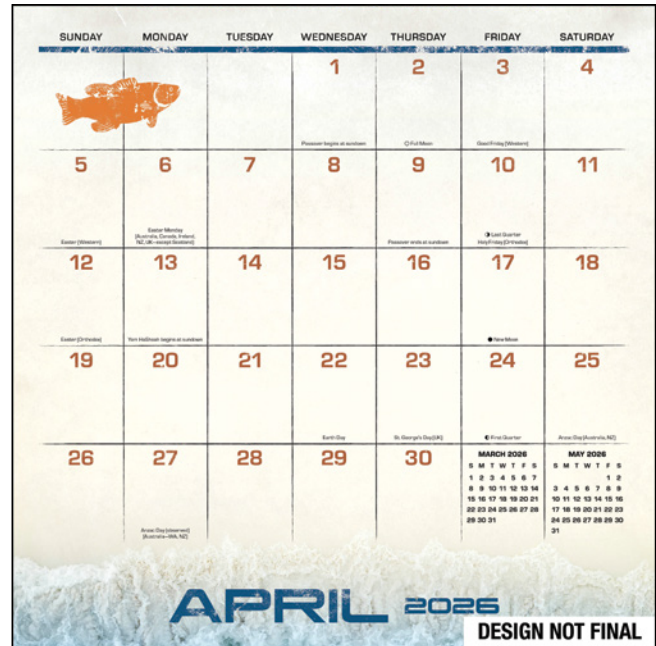 SUNDAY MONDAY TUESDAY WEDNESDAY THURSDAY FRIDAY SATURDAY
1 2 3 4
Passover begins at sundown Full Moon Good Friday (Western)
5 6 7 8 9 10 11
Easter Monday
(Australia, Canada, Ireland, Last Quarter
Easter (Western) NZ, UK—except Scotland) Passover ends at sundown Holy Friday (Orthodox)
12 13 14 15 16 17 18
Easter (Orthodox) Yom HaShoah begins at sundown New Moon
19 20 21 22 23 24 25
Earth Day St. George's Day (UK) First Quarter Anzac Day (Australia, NZ)
26 27 28 29 30
Anzac Day (observed)
(Australia—WA, NZ)
MARCH 2026
S M T W T F S
1 2 3 4 5 6 7
8 9 10 11 12 13 14
15 16 17 18 19 20 21
22 23 24 25 26 27 28
29 30 31
MAY 2026
S M T W T F S
1 2
3 4 5 6 7 8 9
10 11 12 13 14 15 16
17 18 19 20 21 22 23
24 25 26 27 28 29 30
31
APRIL 2026
DESIGN NOT FINAL